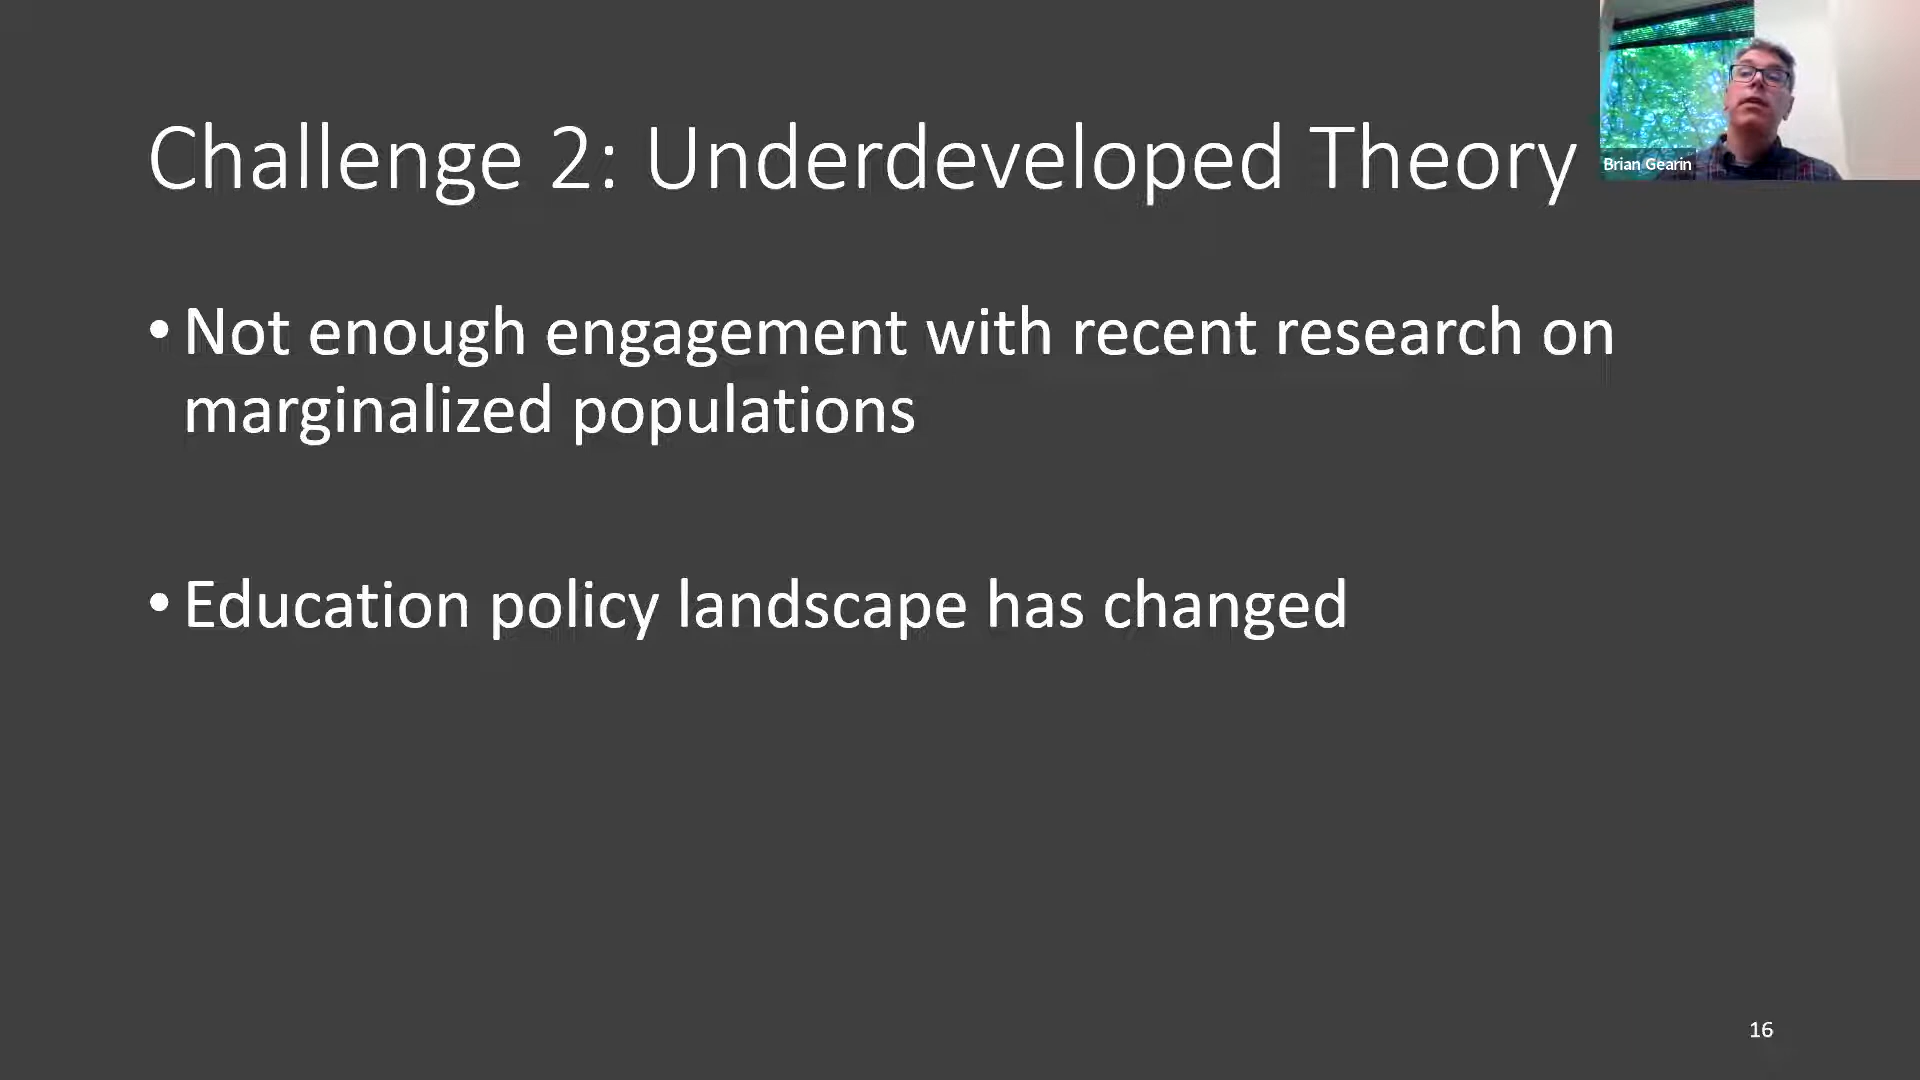 Challenge 2: Underdeveloped Theory
Brian Gearin
• Not enough engagement with recent research on
marginalized populations
• Education policy landscape has changed
16